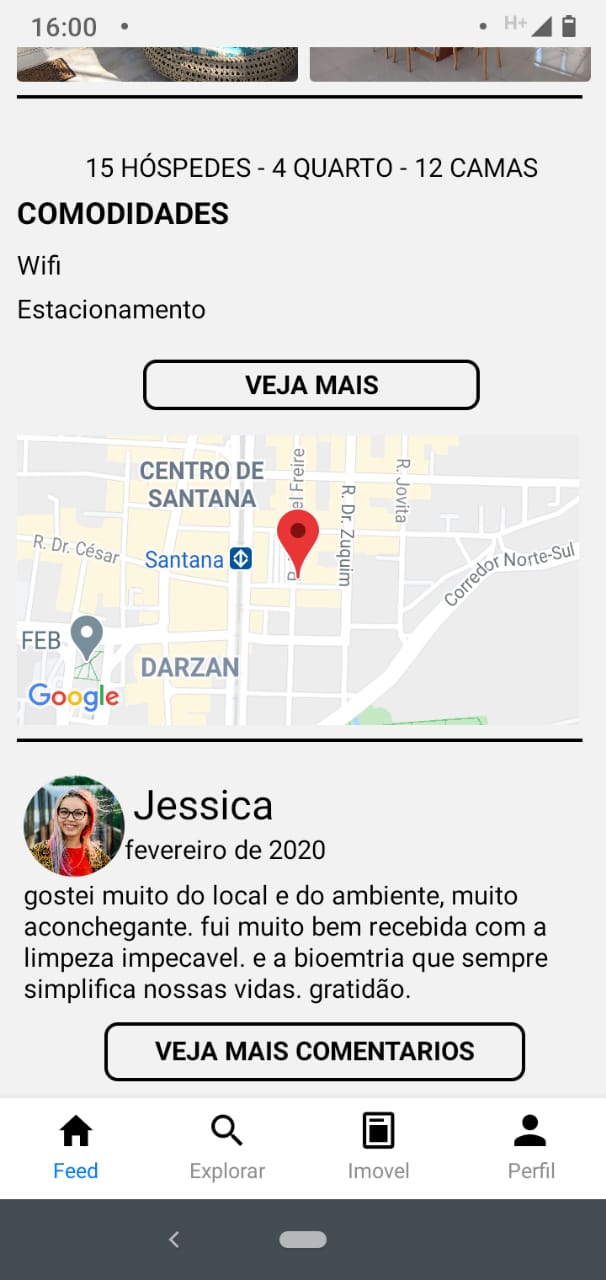 16:00
H+
15 HÓSPEDES - 4 QUARTO - 12 CAMAS
COMODIDADES
Wifi
Estacionamento
VEJA MAIS
CENTRO DE
SANTANA
el Freire
R. Dr. Zuquim
R. Jovita
R. Dr. César
Santana
Corredor Norte-Sul
FEB
DARZAN
Google
Jessica
fevereiro de 2020
gostei muito do local e do ambiente, muito
aconchegante. fui muito bem recebida com a
limpeza impecavel. e a bioemtria que sempre
simplifica nossas vidas. gratidão.
VEJA MAIS COMENTARIOS
Feed
Explorar
Imovel
Perfil